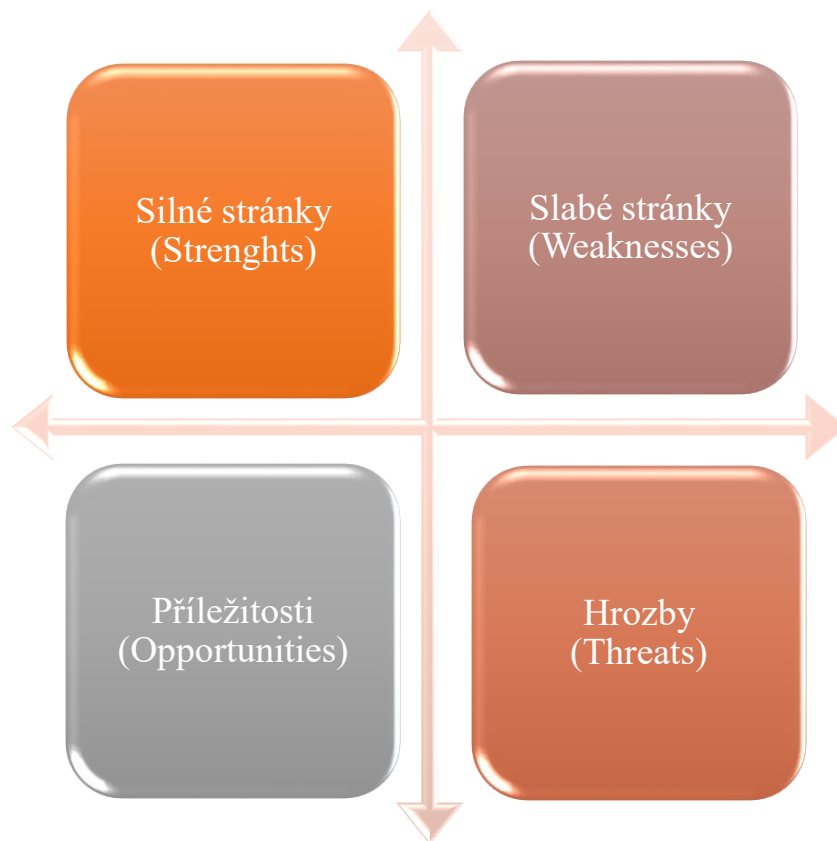 Silné stránky
(Strenghts)
Slabé stránky
(Weaknesses)
Příležitosti
(Opportunities)
Hrozby
(Threats)